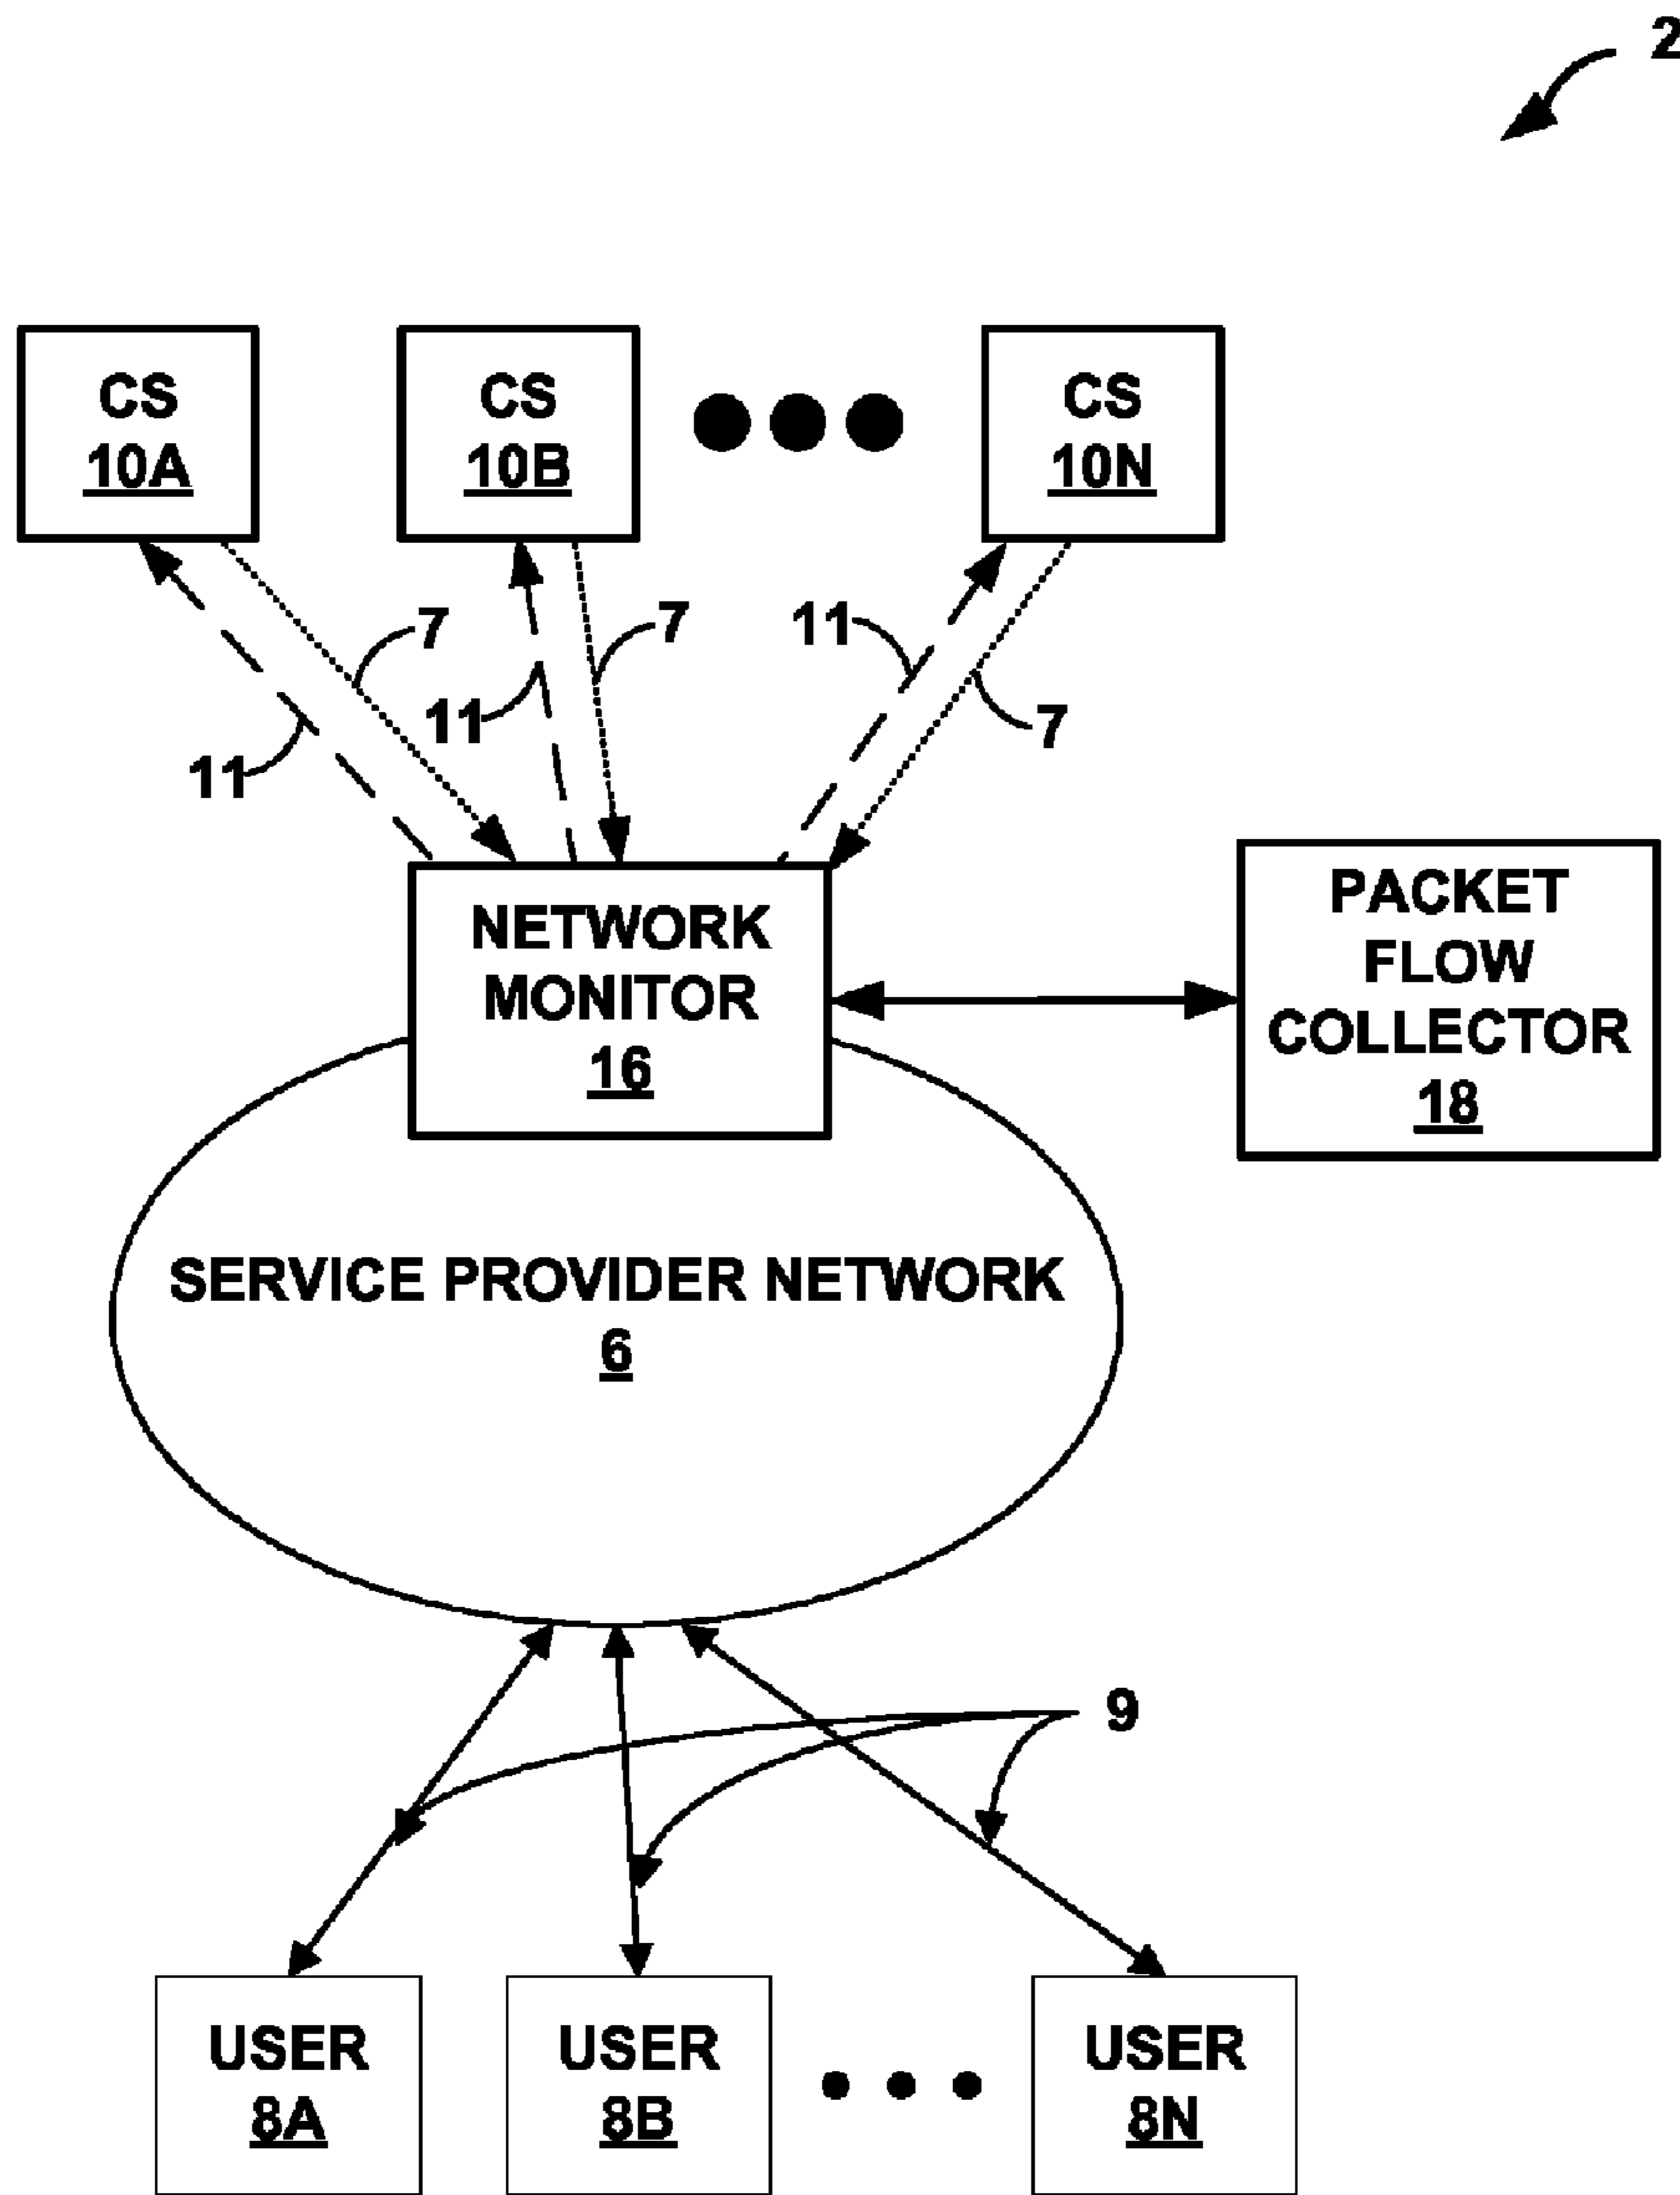 2
CS
10A
CS
10B
CS
10N
7
7
11
11
7
11
NETWORK
MONITOR
16
PACKET
FLOW
COLLECTOR
18
SERVICE PROVIDER NETWORK
6
9
USER
8A
USER
8B
USER
8N